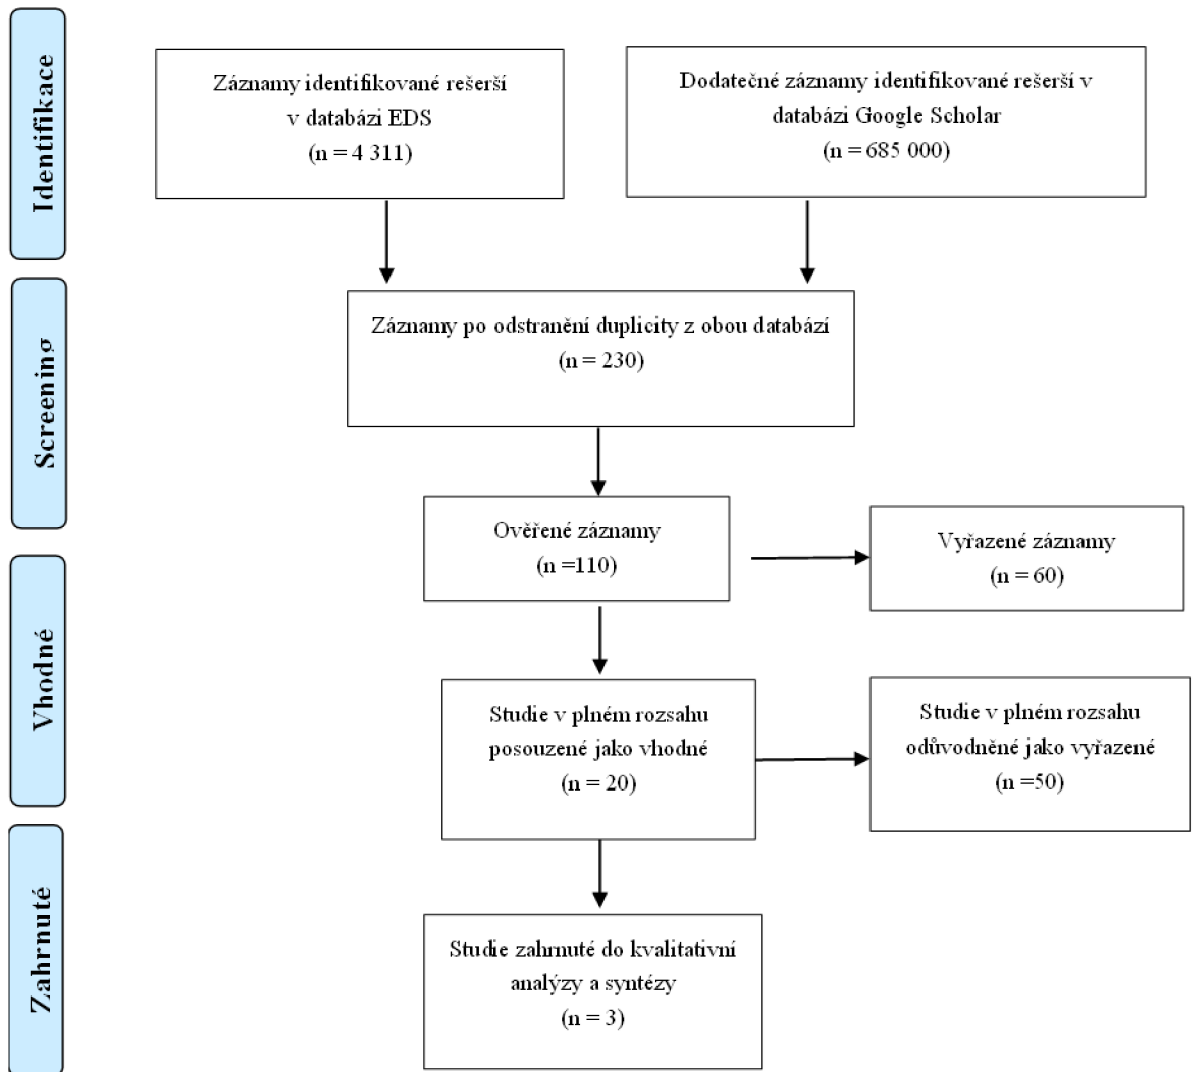 Identifikace
Záznamy identifikované rešerší
v databázi EDS
(n = 4 311)
Dodatečné záznamy identifikované rešerší v
databázi Google Scholar
(n = 685 000)
Screening
Záznamy po odstranění duplicity z obou databází
(n = 230)
Ověřené záznamy
(n =110)
Vyřazené záznamy
(n = 60)
Vhodné
Studie v plném rozsahu
posouzené jako vhodné
(n = 20)
Studie v plném rozsahu
odůvodněné jako vyřazené
(n =50)
Zahrnuté
Studie zahrnuté do kvalitativní
analýzy a syntézy
(n = 3)